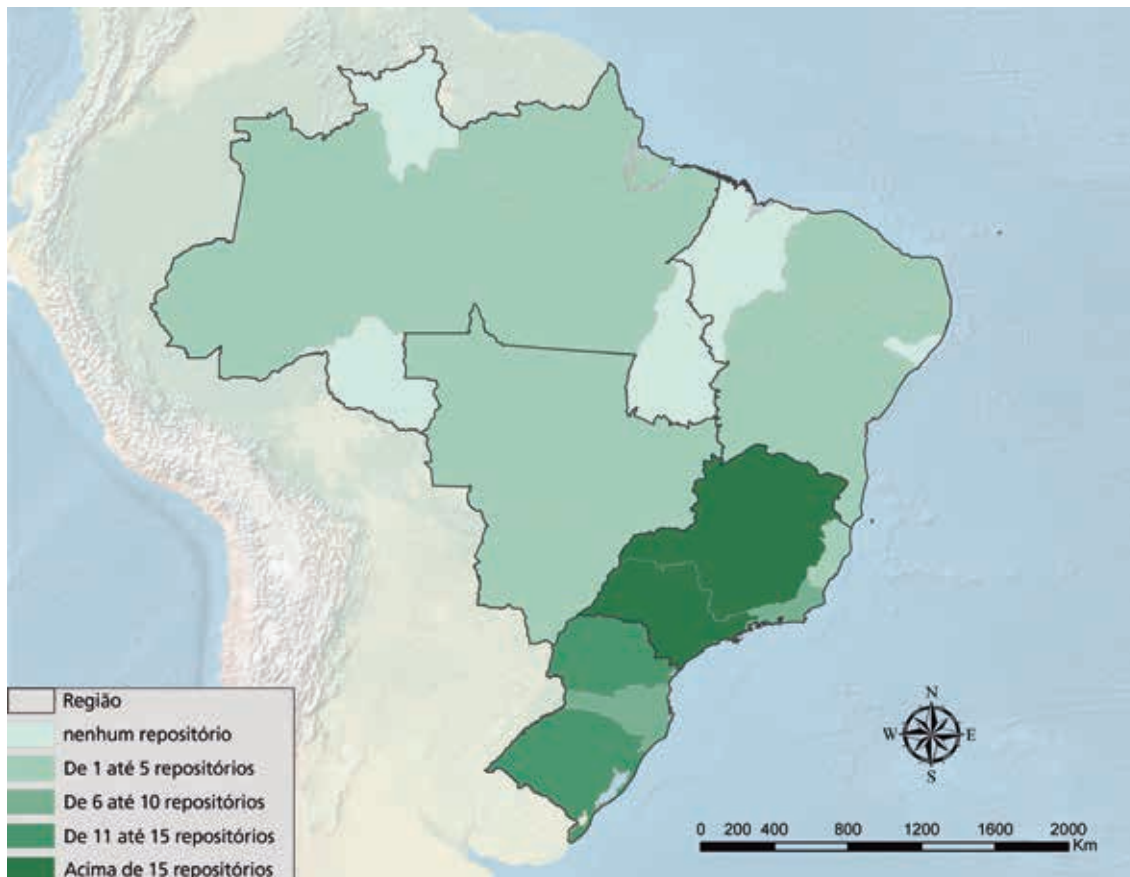 Região
nenhum repositório
De 1 até 5 repositórios
De 6 até 10 repositórios
De 11 até 15 repositórios
Acima de 15 repositórios
N
W E
S
0 200 400 800 1200 1600 2000
Km